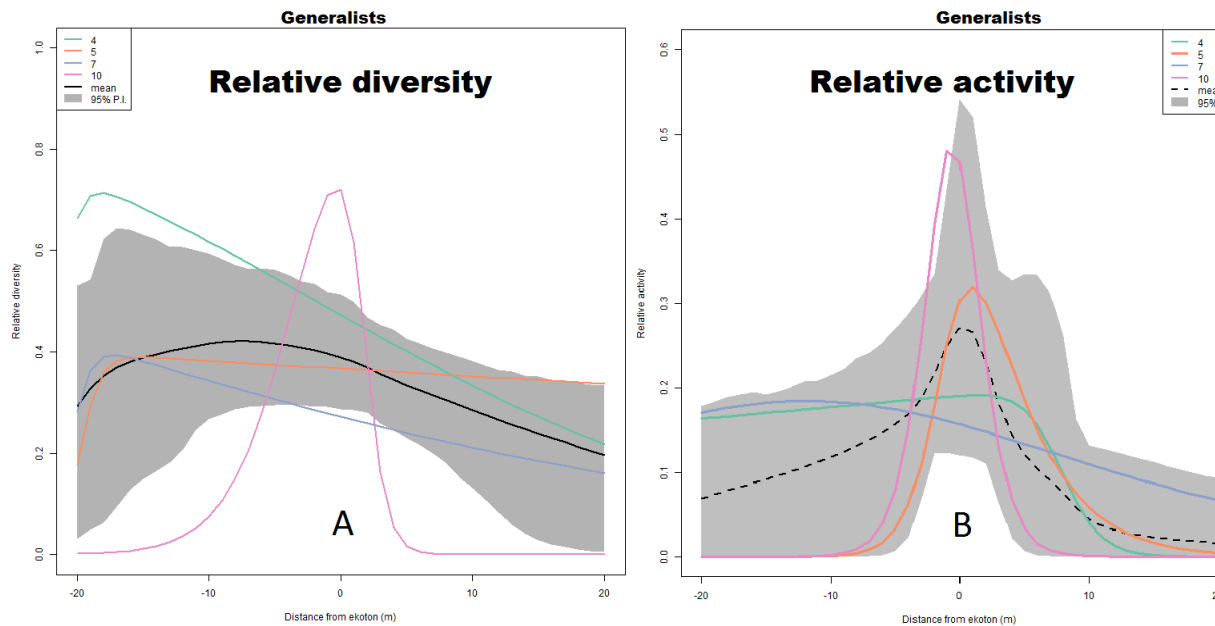 Generalists
4
5
7
10
mean
95% P.I.
Relative diversity
1.0
0.8
0.6
0.4
0.2
0.0
Relative diversity
A
-20
-10
0
10
20
Distance from ekoton (m)
Generalists
4
5
7
10
mea
95%
Relative activity
0.6
0.5
0.4
0.3
0.2
0.1
0.0
Relative activity
B
-20
-10
0
10
20
Distance from ekoton (m)